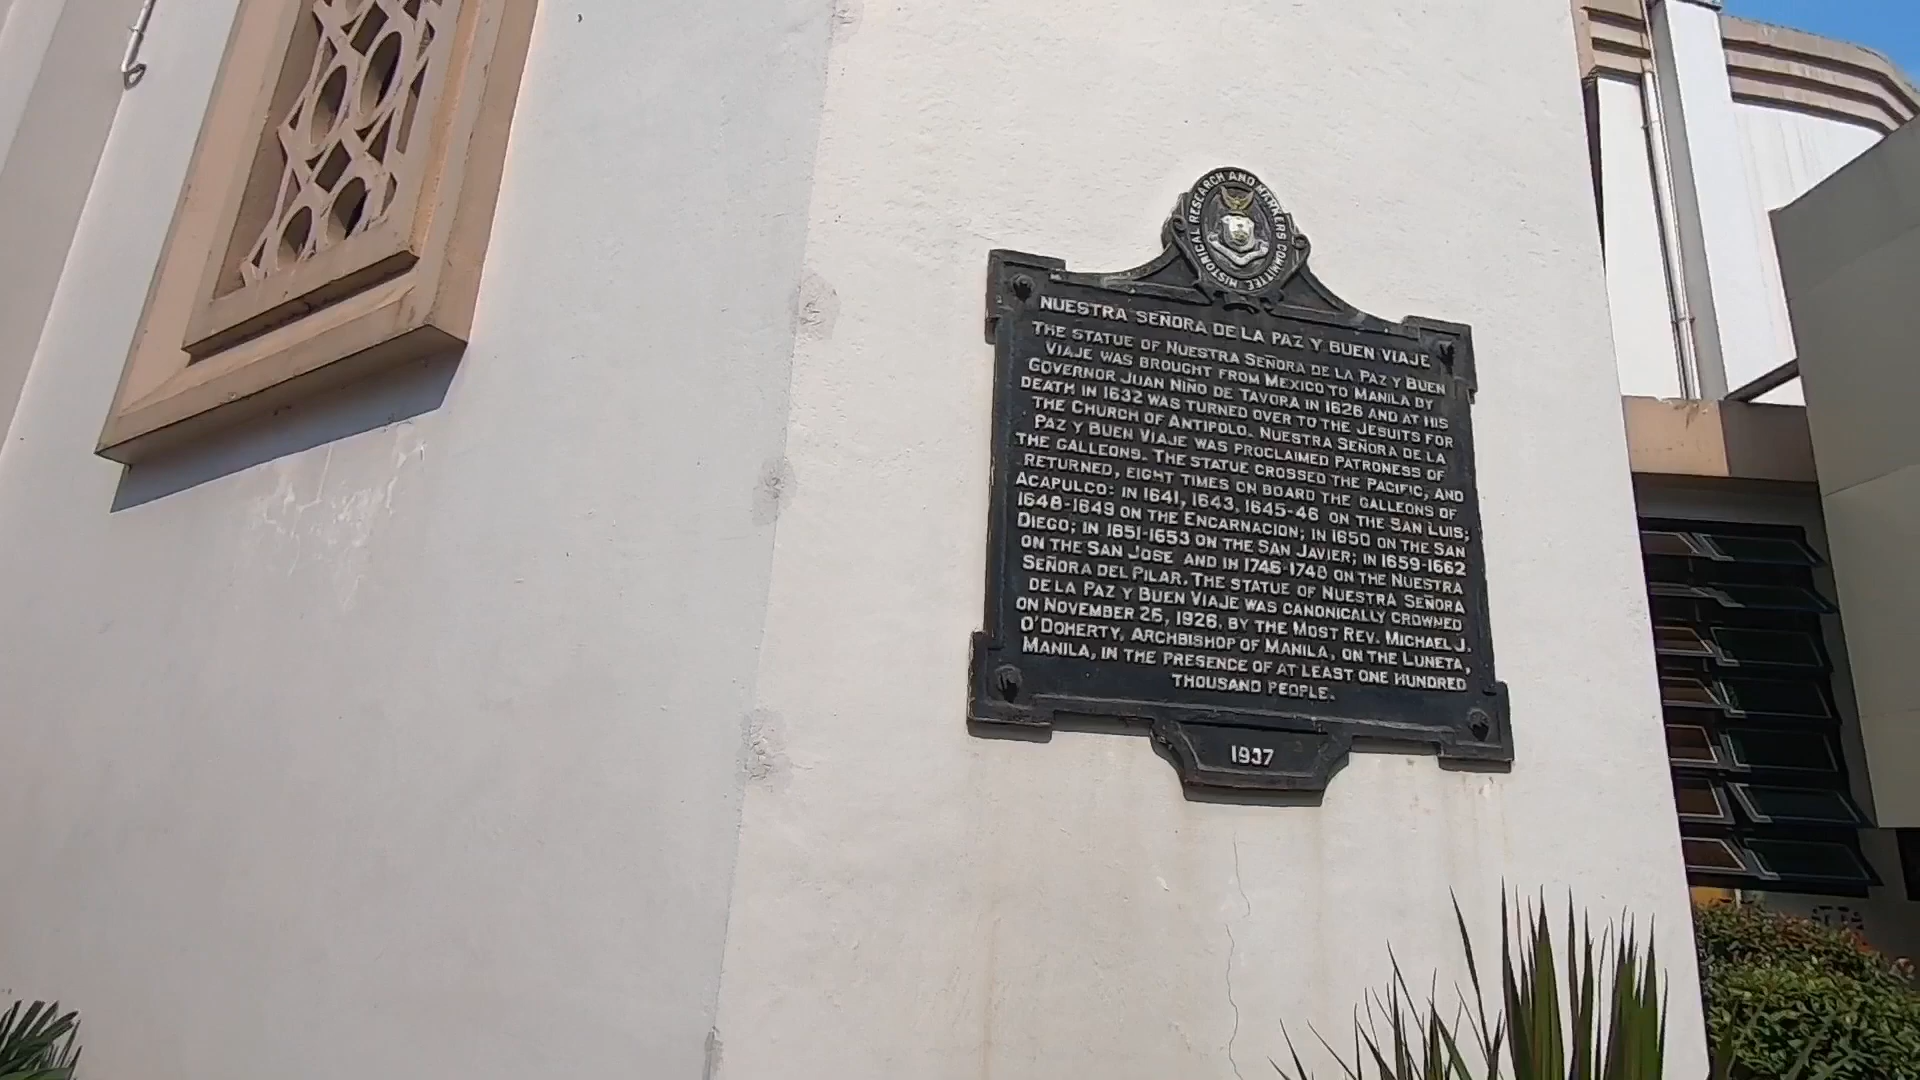 HISTORICAL RESEARCH AND MARKERS COMMITTEE
NUESTRA SEÑORA DE LA PAZ Y BUEN VIAJE
THE STATUE OF NUESTRA SEÑORA DE LA PAZ Y BUEN
VIAJE WAS BROUGHT FROM MEXICO TO MANILA BY
GOVERNOR JUAN NIÑO DE TAVORA IN 1626 AND AT HIS
DEATH IN 1632 WAS TURNED OVER TO THE JESUITS FOR
THE CHURCH OF ANTIPOLO. NUESTRA SEÑORA DE LA
PAZ Y BUEN VIAJE WAS PROCLAIMED PATRONESS OF
THE GALLEONS. THE STATUE CROSSED THE PACIFIC, AND
RETURNED, EIGHT TIMES ON BOARD THE GALLEONS OF
ACAPULCO: IN 1641, 1643, 1645-46 ON THE SAN LUIS;
1648-1649 ON THE ENCARNACION; IN 1650 ON THE SAN
DIEGO; IN 1651-1653 ON THE SAN JAVIER; IN 1659-1662
ON THE SAN JOSE AND IN 1746-1748 ON THE NUESTRA
SEÑORA DEL PILAR. THE STATUE OF NUESTRA SEÑORA
DE LA PAZ Y BUEN VIAJE WAS CANONICALLY CROWNED
ON NOVEMBER 26, 1926, BY THE MOST REV. MICHAEL J.
O'DOHERTY, ARCHBISHOP OF MANILA, ON THE LUNETA,
MANILA, IN THE PRESENCE OF AT LEAST ONE HUNDRED
THOUSAND PEOPLE.
1937